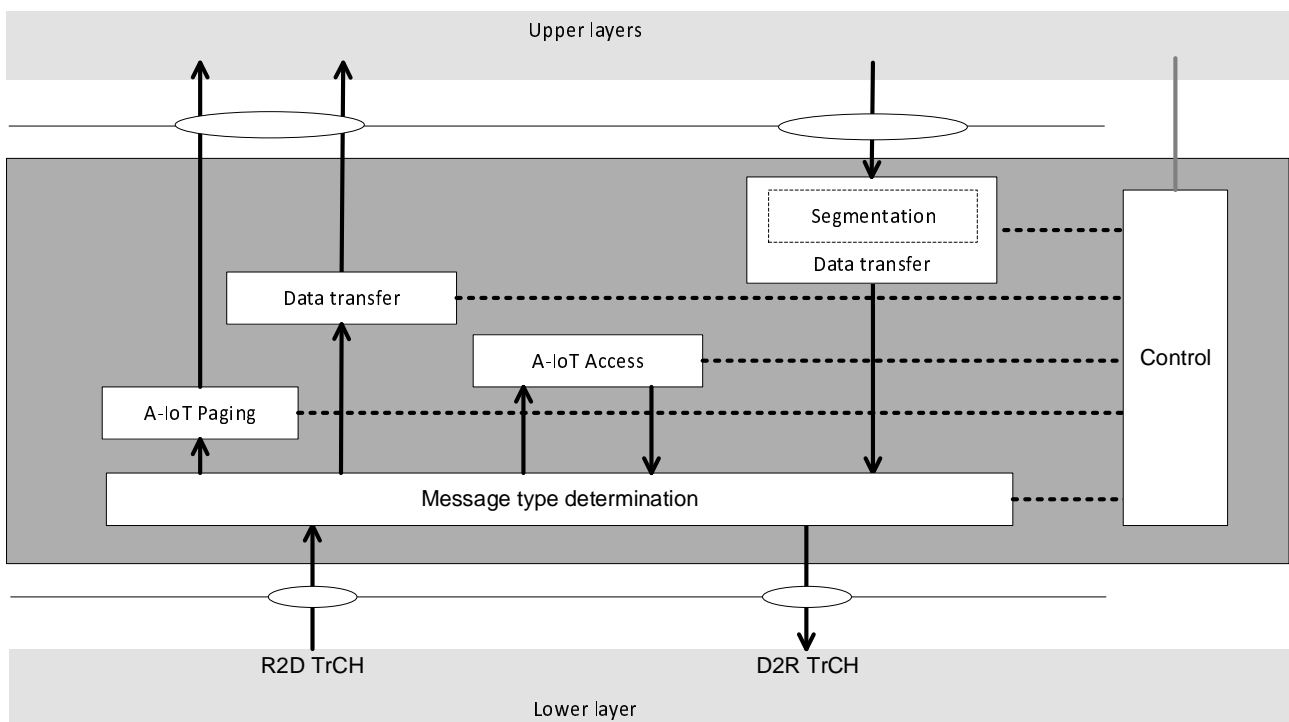 Upper layers
Segmentation
Data transfer
Data transfer
A-IoT Access
Control
A-IoT Paging
Message type determination
R2D TrCH
D2R TrCH
Lower layer